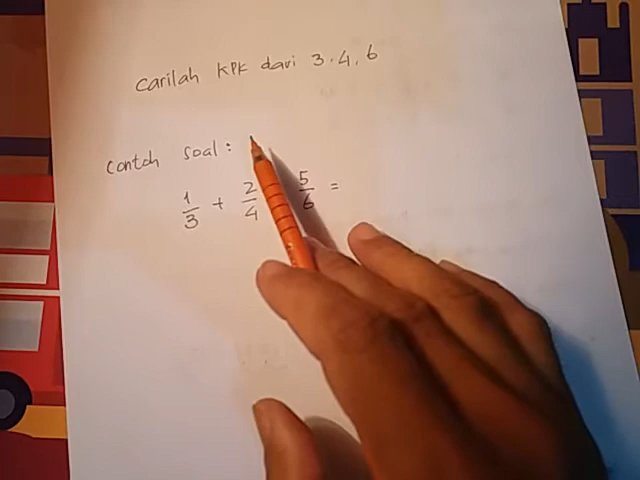 Carilah KPK dari 3.4.6
Contoh soal:
1/3 + 2/4 5/6 =